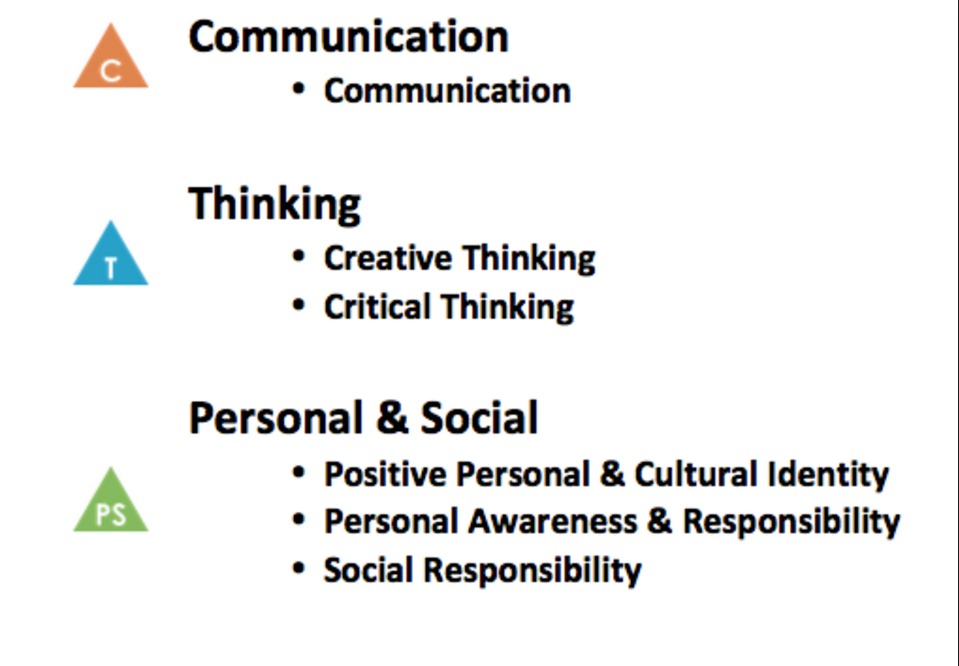 C
Communication
• Communication
Thinking
T
• Creative Thinking
• Critical Thinking
Personal & Social
PS
• Positive Personal & Cultural Identity
• Personal Awareness & Responsibility
• Social Responsibility